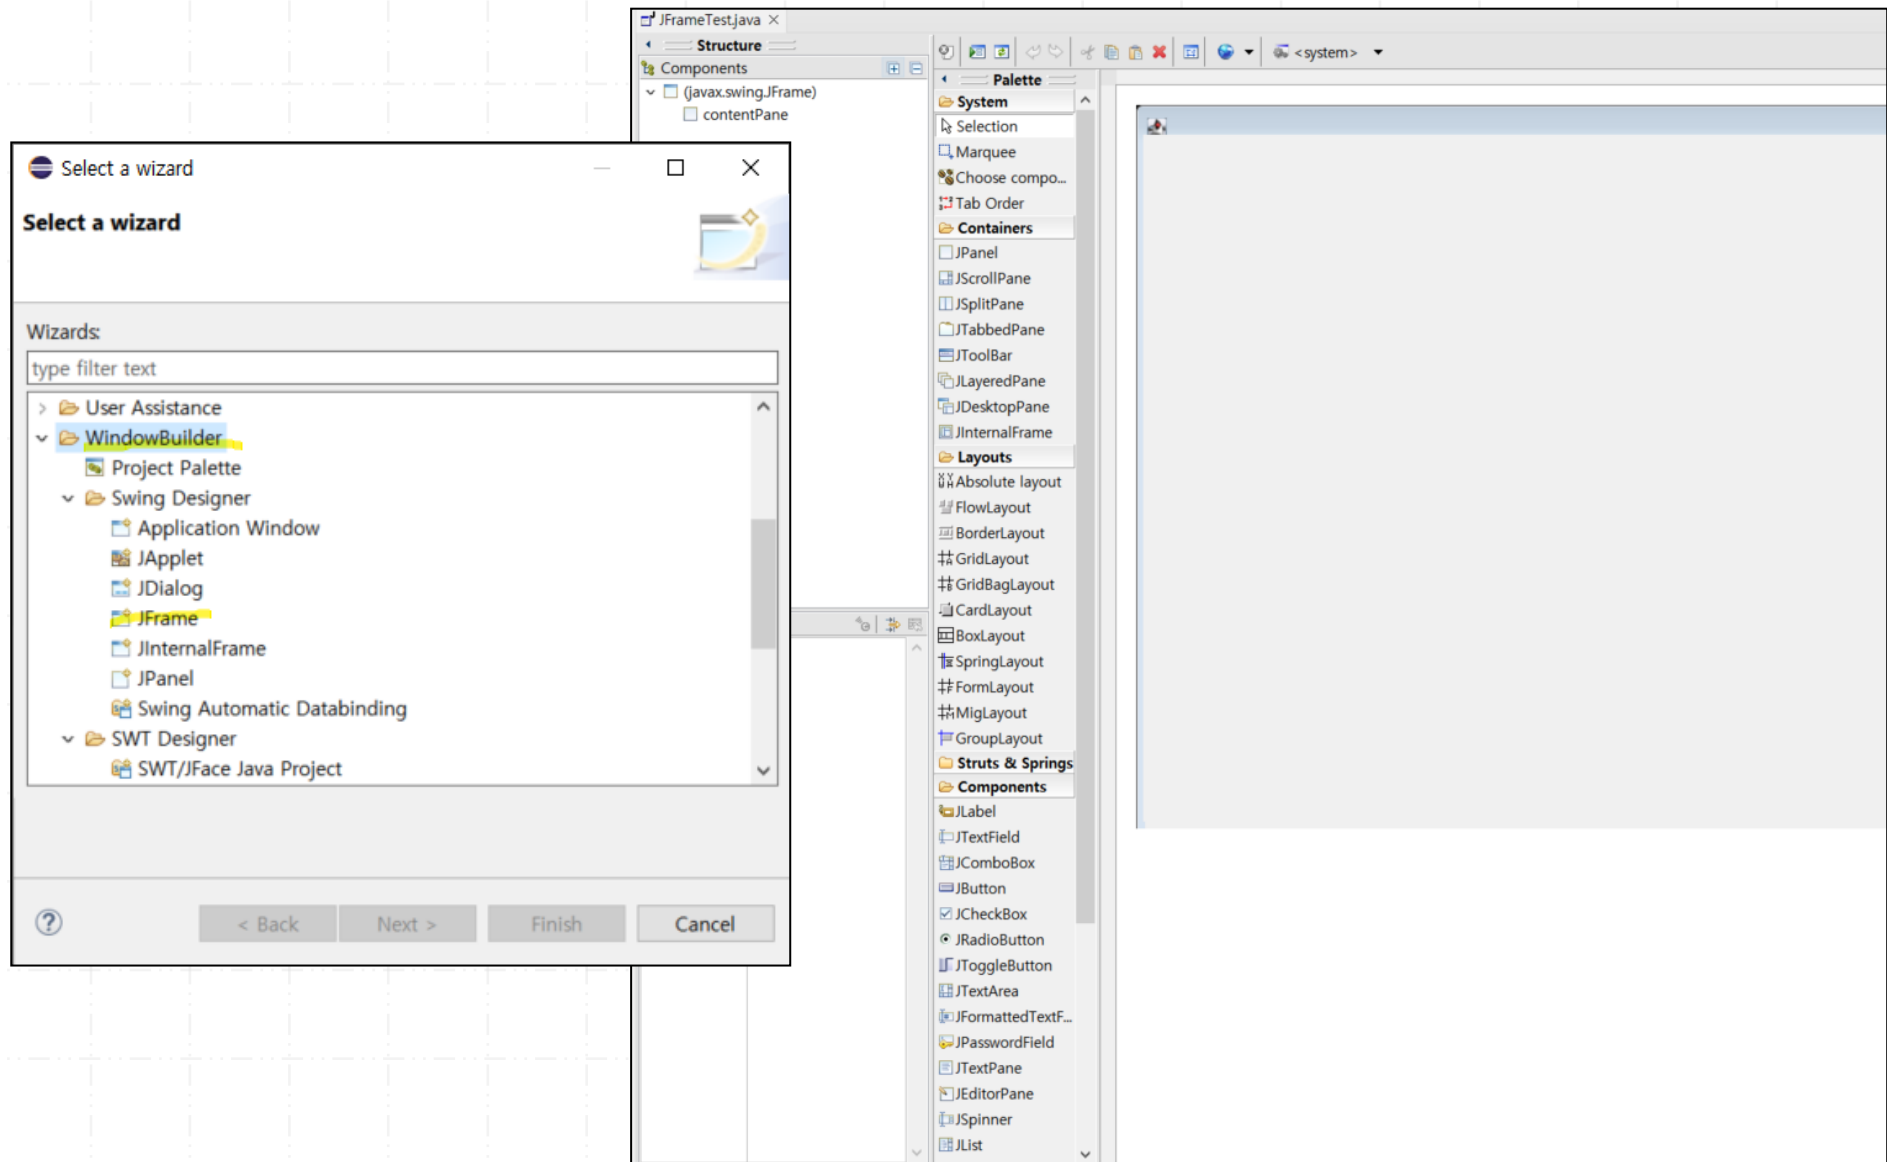 Select a wizard
Select a wizard
Wizards:
type filter text
User Assistance
WindowBuilder
Project Palette
Swing Designer
Application Window
JApplet
JDialog
JFrame
JInternalFrame
JPanel
Swing Automatic Databinding
SWT Designer
SWT/JFace Java Project
< Back
Next >
Finish
Cancel
JFrameTest.java
Structure
Components
(javax.swing.JFrame)
contentPane
<system>
Palette
System
Selection
Marquee
Choose compo...
Tab Order
Containers
JPanel
JScrollPane
JSplitPane
JTabbedPane
JToolBar
JLayeredPane
JDesktopPane
JInternalFrame
Layouts
Absolute layout
FlowLayout
BorderLayout
GridLayout
GridBagLayout
CardLayout
BoxLayout
SpringLayout
FormLayout
MigLayout
GroupLayout
Struts & Springs
Components
JLabel
JTextField
JComboBox
JButton
JCheckBox
JRadioButton
JToggleButton
JTextArea
JFormattedTextF...
JPasswordField
JTextPane
JEditorPane
JSpinner
JList